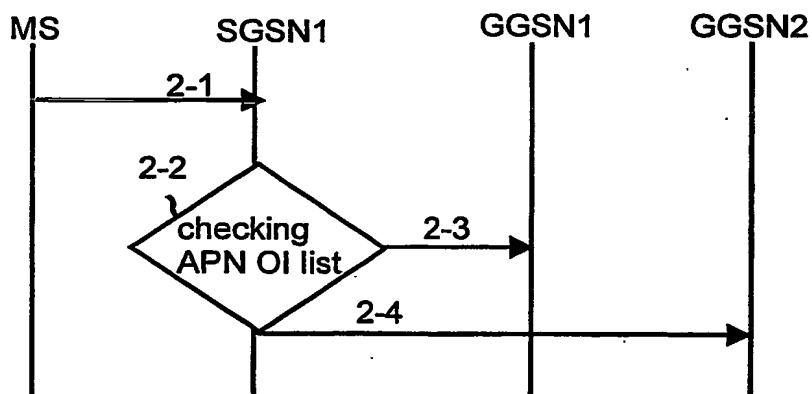 MS SGSN1 GGSN1 GGSN2
2-1
2-2
checking
APN OI list
2-3
2-4